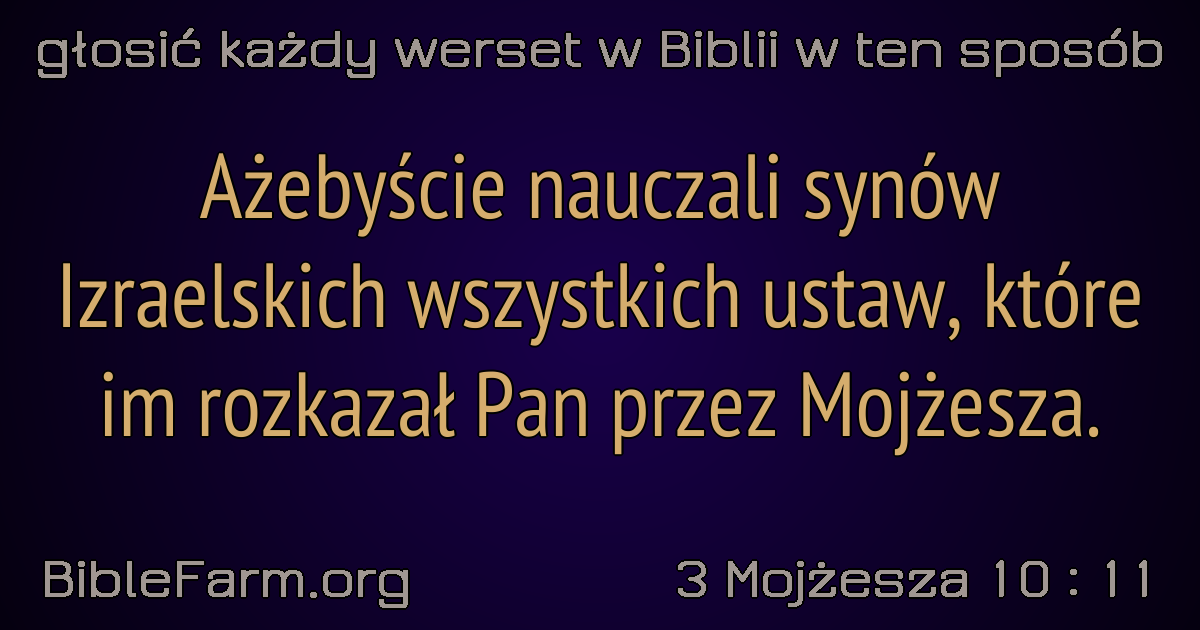 głosić każdy werset w Biblii w ten sposób
Ażebyście nauczali synów
Izraelskich wszystkich ustaw, które
im rozkazał Pan przez Mojżesza.
BibleFarm.org
3 Mojżesza 10 : 11